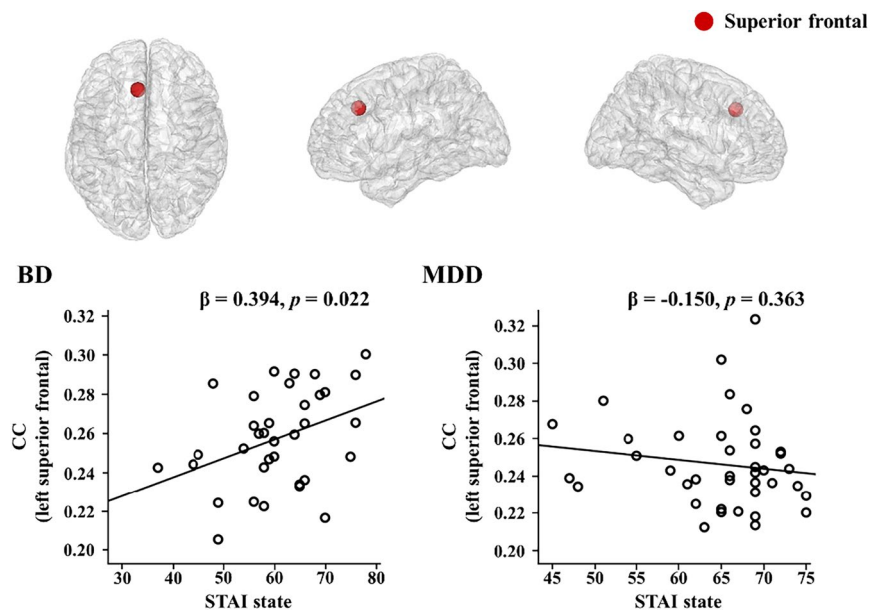 Superior frontal
BD
β = 0.394, p = 0.022
0.32
0.30
0.28
0.26
0.24
0.22
0.20
CC
(left superior frontal)
30 40 50 60 70 80
STAI state
MDD
β = -0.150, p = 0.363
0.32
0.30
0.28
0.26
0.24
0.22
0.20
CC
(left superior frontal)
45 50 55 60 65 70 75
STAI state